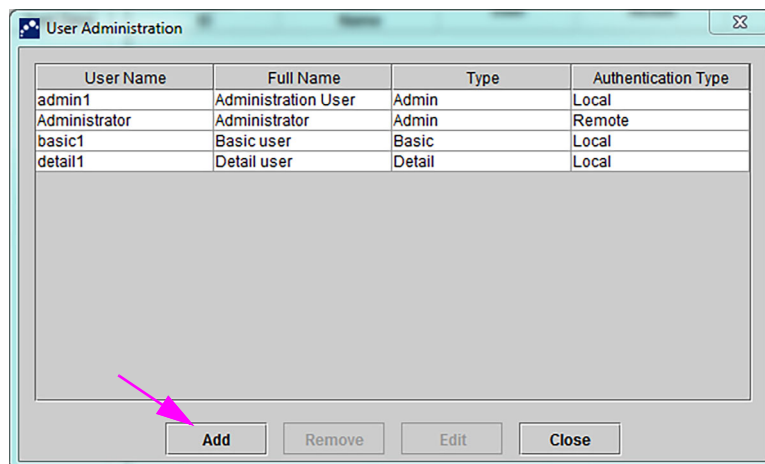 User Administration
User Name Full Name Type Authentication Type
admin1 Administration User Admin Local
Administrator Administrator Admin Remote
basic1 Basic user Basic Local
detail1 Detail user Detail Local
Add Remove Edit Close